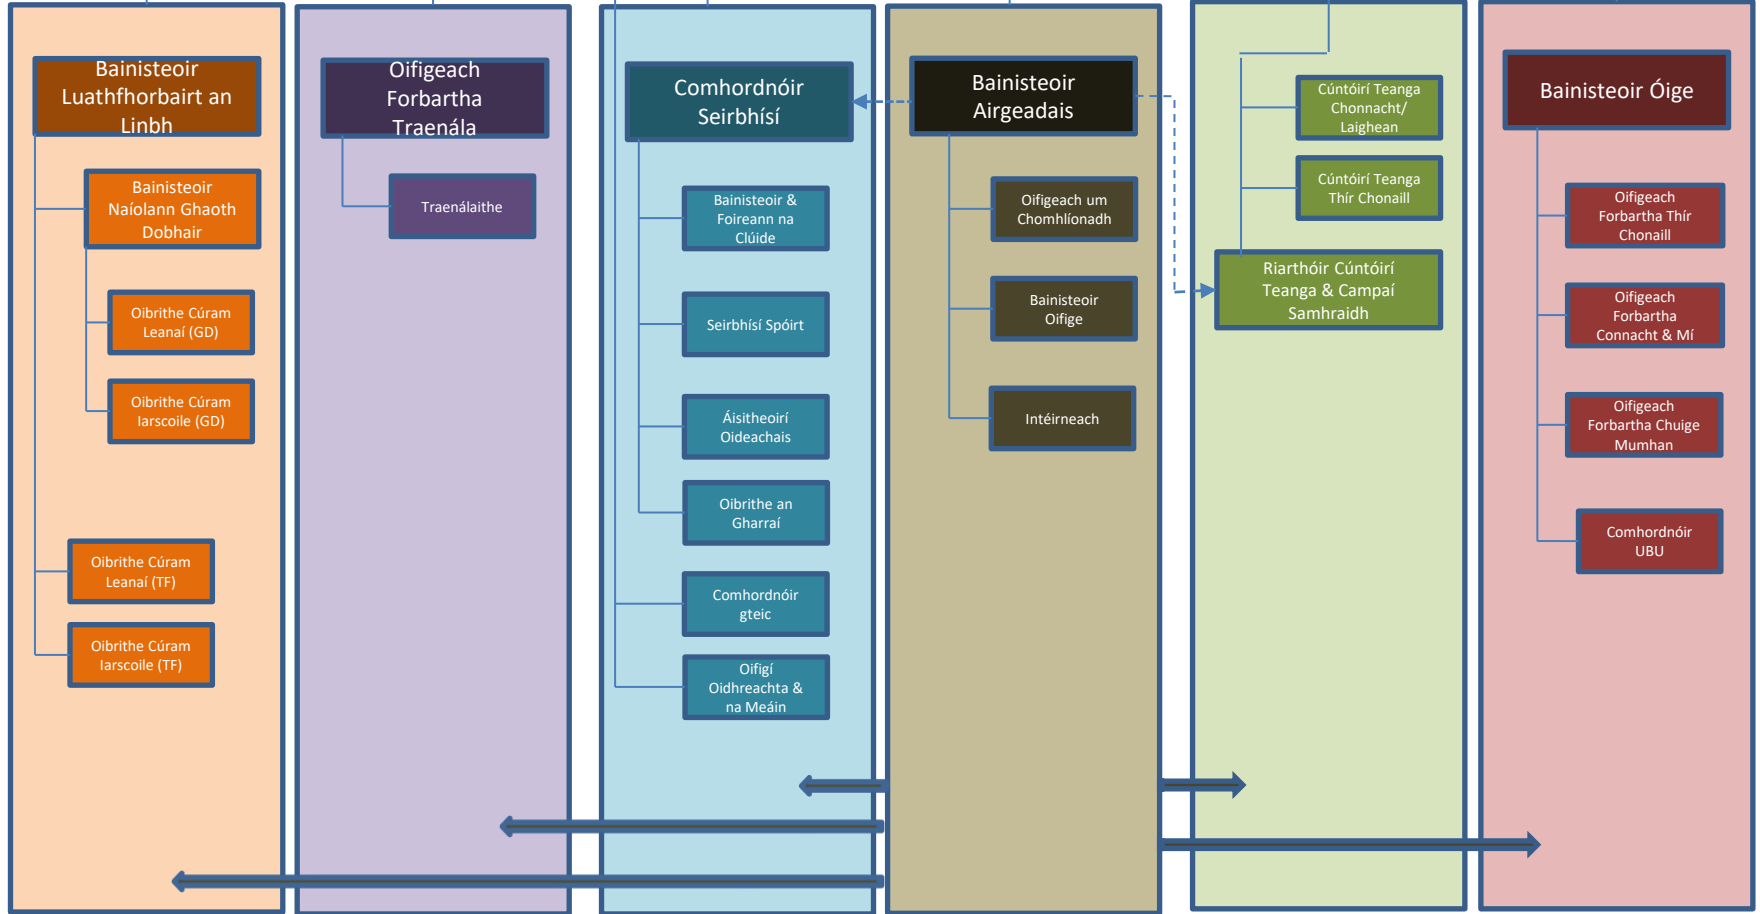 Bainisteoir
Luathfhorbairt an
Linbh
Bainisteoir
Naíolann Ghaoth
Dobhair
Oibrithe Cúram
Leanaí (GD)
Oibrithe Cúram
Iarscoile (GD)
Oibrithe Cúram
Leanaí (TF)
Oibrithe Cúram
Iarscoile (TF)
Oifigeach
Forbartha
Traenála
Traenálaithe
Comhordnóir
Seirbhísí
Bainisteoir &
Foireann na
Clúide
Seirbhísí Spóirt
Áisitheoirí
Oideachais
Oibrithe an
Gharraí
Comhordnóir
gteic
Oifigí
Oidhreachta &
na Meáin
Bainisteoir
Airgeadais
Oifigeach um
Chomhlíonadh
Bainisteoir
Oifige
Intéirneach
Cúntóirí Teanga
Chonnacht/
Laighean
Cúntóirí Teanga
Thír Chonaill
Riarthóir Cúntóirí
Teanga & Campaí
Samhraidh
Bainisteoir Óige
Oifigeach
Forbartha Thír
Chonaill
Oifigeach
Forbartha
Connacht & Mí
Oifigeach
Forbartha Chuige
Mumhan
Comhordnóir
UBU